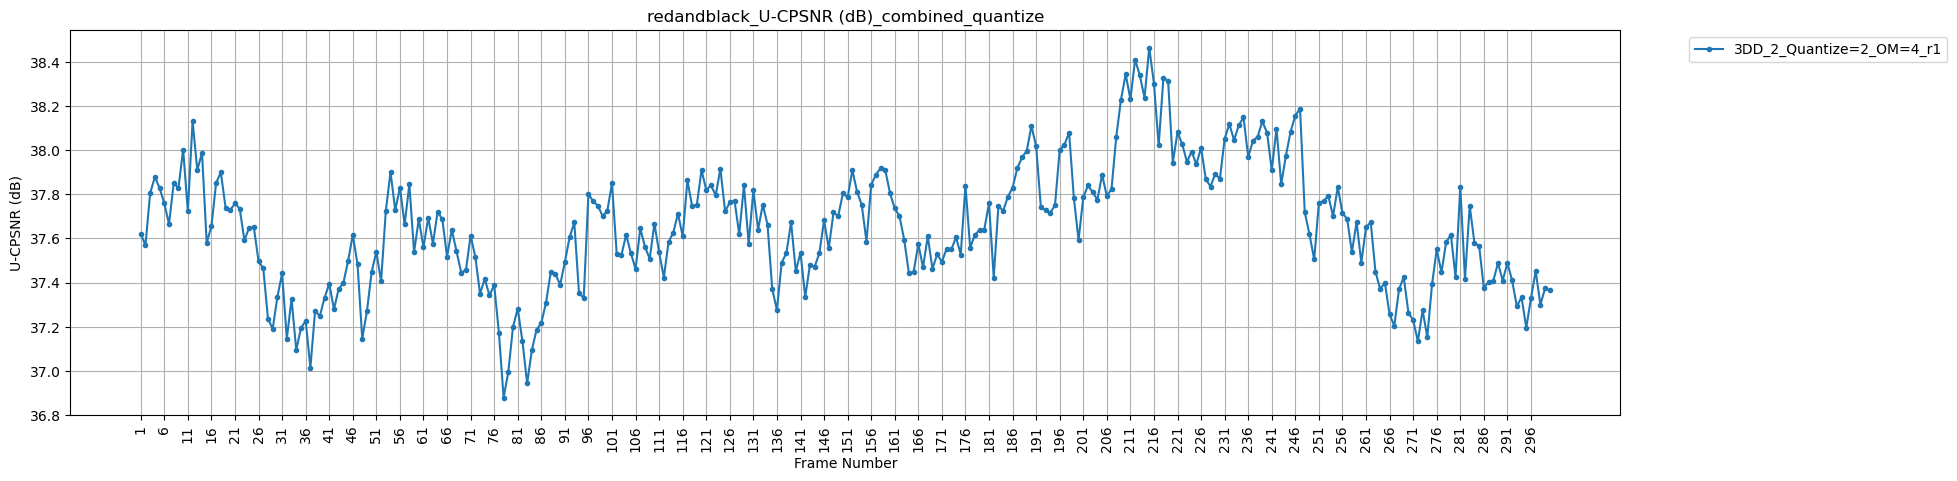 redandblack_U-CPSNR (dB)_combined_quantize
3DD_2_Quantize=2_OM=4_r1
U-CPSNR (dB)
38.4
38.2
38.0
37.8
37.6
37.4
37.2
37.0
36.8
1 6 11 16 21 26 31 36 41 46 51 56 61 66 71 76 81 86 91 96 101 106 111 116 121 126 131 136 141 146 151 156 161 166 171 176 181 186 191 196 201 206 211 216 221 226 231 236 241 246 251 256 261 266 271 276 281 286 291 296
Frame Number